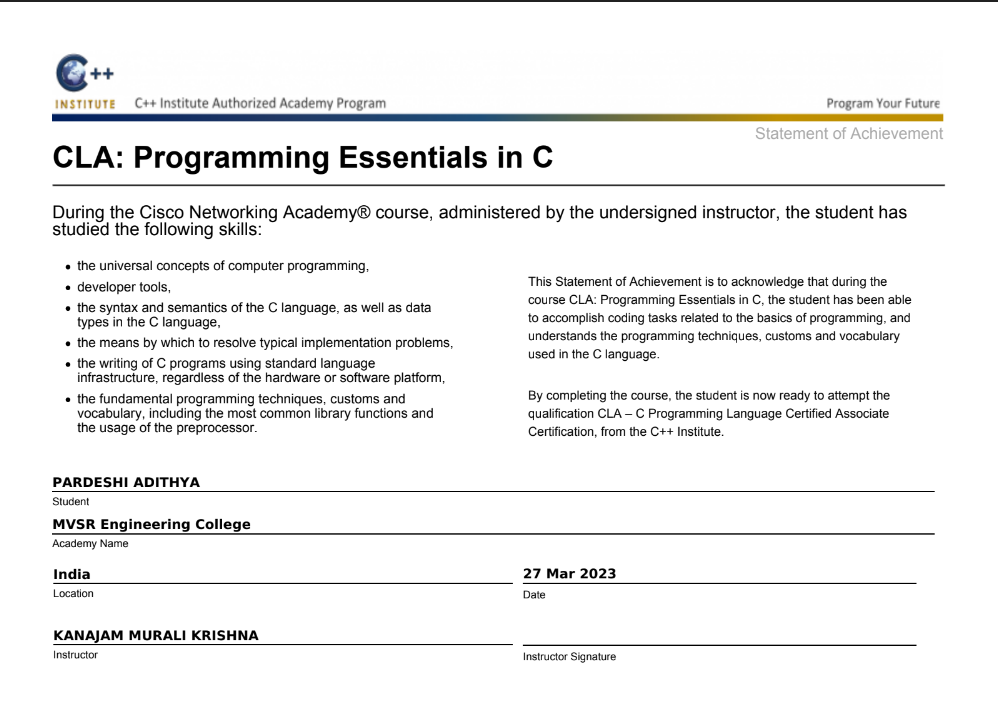 C++
INSTITUTE
C++ Institute Authorized Academy Program
Program Your Future
Statement of Achievement
CLA: Programming Essentials in C
During the Cisco Networking Academy® course, administered by the undersigned instructor, the student has
studied the following skills:
• the universal concepts of computer programming,
• developer tools,
• the syntax and semantics of the C language, as well as data
types in the C language,
• the means by which to resolve typical implementation problems,
• the writing of C programs using standard language
infrastructure, regardless of the hardware or software platform,
• the fundamental programming techniques, customs and
vocabulary, including the most common library functions and
the usage of the preprocessor.
This Statement of Achievement is to acknowledge that during the
course CLA: Programming Essentials in C, the student has been able
to accomplish coding tasks related to the basics of programming, and
understands the programming techniques, customs and vocabulary
used in the C language.
By completing the course, the student is now ready to attempt the
qualification CLA – C Programming Language Certified Associate
Certification, from the C++ Institute.
PARDESHI ADITHYA
Student
MVSR Engineering College
Academy Name
India
Location
27 Mar 2023
Date
KANAJAM MURALI KRISHNA
Instructor
Instructor Signature